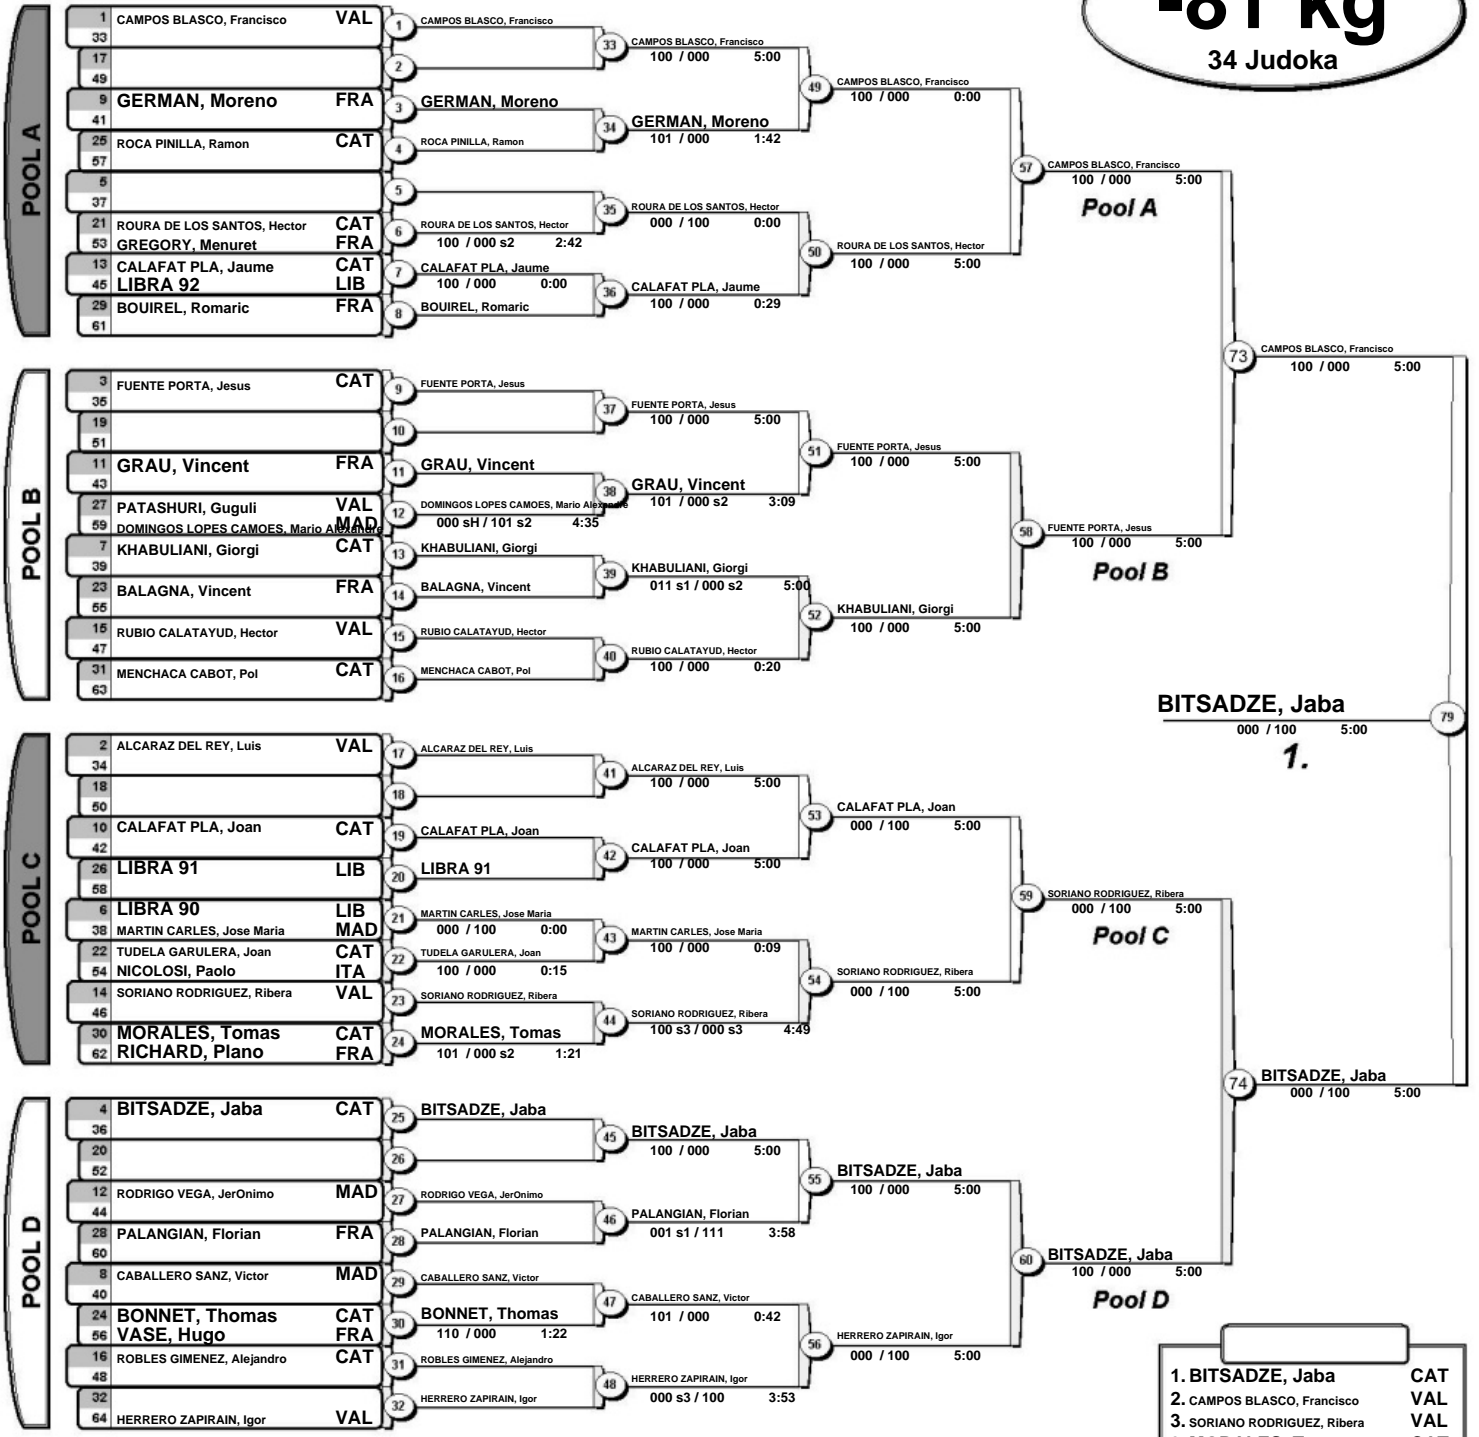 -81 kg
34 Judoka
POOL A
1 CAMPOS BLASCO, Francisco VAL
33
17
49
9 GERMAN, Moreno FRA
41
25 ROCA PINILLA, Ramon CAT
57
5
37
21 ROURA DE LOS SANTOS, Hector CAT
53 GREGORY, Menuret FRA
13 CALAFAT PLA, Jaume CAT
45 LIBRA 92 LIB
29 BOUIREL, Romaric FRA
61
1 CAMPOS BLASCO, Francisco
2
3 GERMAN, Moreno
4 ROCA PINILLA, Ramon
5
6 ROURA DE LOS SANTOS, Hector
100 / 000 s2 2:42
7 CALAFAT PLA, Jaume
100 / 000 0:00
8 BOUIREL, Romaric
33 CAMPOS BLASCO, Francisco
100 / 000 5:00
34 GERMAN, Moreno
101 / 000 1:42
35 ROURA DE LOS SANTOS, Hector
000 / 100 0:00
36 CALAFAT PLA, Jaume
100 / 000 0:29
49 CAMPOS BLASCO, Francisco
100 / 000 0:00
50 ROURA DE LOS SANTOS, Hector
100 / 000 5:00
57 CAMPOS BLASCO, Francisco
100 / 000 5:00
Pool A
POOL B
3 FUENTE PORTA, Jesus CAT
35
19
51
11 GRAU, Vincent FRA
43
27 PATASHURI, Guguli VAL
59 DOMINGOS LOPES CAMOES, Mario Alexandre MAD
7 KHABULIANI, Giorgi CAT
39
23 BALAGNA, Vincent FRA
55
15 RUBIO CALATAYUD, Hector VAL
47
31 MENCHACA CABOT, Pol CAT
63
9 FUENTE PORTA, Jesus
10
11 GRAU, Vincent
12 DOMINGOS LOPES CAMOES, Mario Alexandre
000 sH / 101 s2 4:35
13 KHABULIANI, Giorgi
14 BALAGNA, Vincent
15 RUBIO CALATAYUD, Hector
16 MENCHACA CABOT, Pol
37 FUENTE PORTA, Jesus
100 / 000 5:00
38 GRAU, Vincent
101 / 000 s2 3:09
39 KHABULIANI, Giorgi
011 s1 / 000 s2 5:00
40 RUBIO CALATAYUD, Hector
100 / 000 0:20
51 FUENTE PORTA, Jesus
100 / 000 5:00
52 KHABULIANI, Giorgi
100 / 000 5:00
58 FUENTE PORTA, Jesus
100 / 000 5:00
Pool B
73 CAMPOS BLASCO, Francisco
100 / 000 5:00
BITSADZE, Jaba 79
000 / 100 5:00
1.
POOL C
2 ALCARAZ DEL REY, Luis VAL
34
18
50
10 CALAFAT PLA, Joan CAT
42
26 LIBRA 91 LIB
58
6 LIBRA 90 LIB
38 MARTIN CARLES, Jose Maria MAD
22 TUDELA GARULERA, Joan CAT
54 NICOLOSI, Paolo ITA
14 SORIANO RODRIGUEZ, Ribera VAL
46
30 MORALES, Tomas CAT
62 RICHARD, Plano FRA
17 ALCARAZ DEL REY, Luis
18
19 CALAFAT PLA, Joan
20 LIBRA 91
21 MARTIN CARLES, Jose Maria
000 / 100 0:00
22 TUDELA GARULERA, Joan
100 / 000 0:15
23 SORIANO RODRIGUEZ, Ribera
24 MORALES, Tomas
101 / 000 s2 1:21
41 ALCARAZ DEL REY, Luis
100 / 000 5:00
42 CALAFAT PLA, Joan
100 / 000 5:00
43 MARTIN CARLES, Jose Maria
100 / 000 0:09
44 SORIANO RODRIGUEZ, Ribera
100 s3 / 000 s3 4:49
53 CALAFAT PLA, Joan
000 / 100 5:00
54 SORIANO RODRIGUEZ, Ribera
000 / 100 5:00
59 SORIANO RODRIGUEZ, Ribera
000 / 100 5:00
Pool C
POOL D
4 BITSADZE, Jaba CAT
36
20
52
12 RODRIGO VEGA, JerOnimo MAD
44
28 PALANGIAN, Florian FRA
60
8 CABALLERO SANZ, Victor MAD
40
24 BONNET, Thomas CAT
56 VASE, Hugo FRA
16 ROBLES GIMENEZ, Alejandro CAT
48
32
64 HERRERO ZAPIRAIN, Igor VAL
25 BITSADZE, Jaba
26
27 RODRIGO VEGA, JerOnimo
28 PALANGIAN, Florian
29 CABALLERO SANZ, Victor
30 BONNET, Thomas
110 / 000 1:22
31 ROBLES GIMENEZ, Alejandro
32 HERRERO ZAPIRAIN, Igor
45 BITSADZE, Jaba
100 / 000 5:00
46 PALANGIAN, Florian
001 s1 / 111 3:58
47 CABALLERO SANZ, Victor
101 / 000 0:42
48 HERRERO ZAPIRAIN, Igor
000 s3 / 100 3:53
55 BITSADZE, Jaba
100 / 000 5:00
56 HERRERO ZAPIRAIN, Igor
000 / 100 5:00
60 BITSADZE, Jaba
100 / 000 5:00
Pool D
74 BITSADZE, Jaba
000 / 100 5:00
1. BITSADZE, Jaba CAT
2. CAMPOS BLASCO, Francisco VAL
3. SORIANO RODRIGUEZ, Ribera VAL